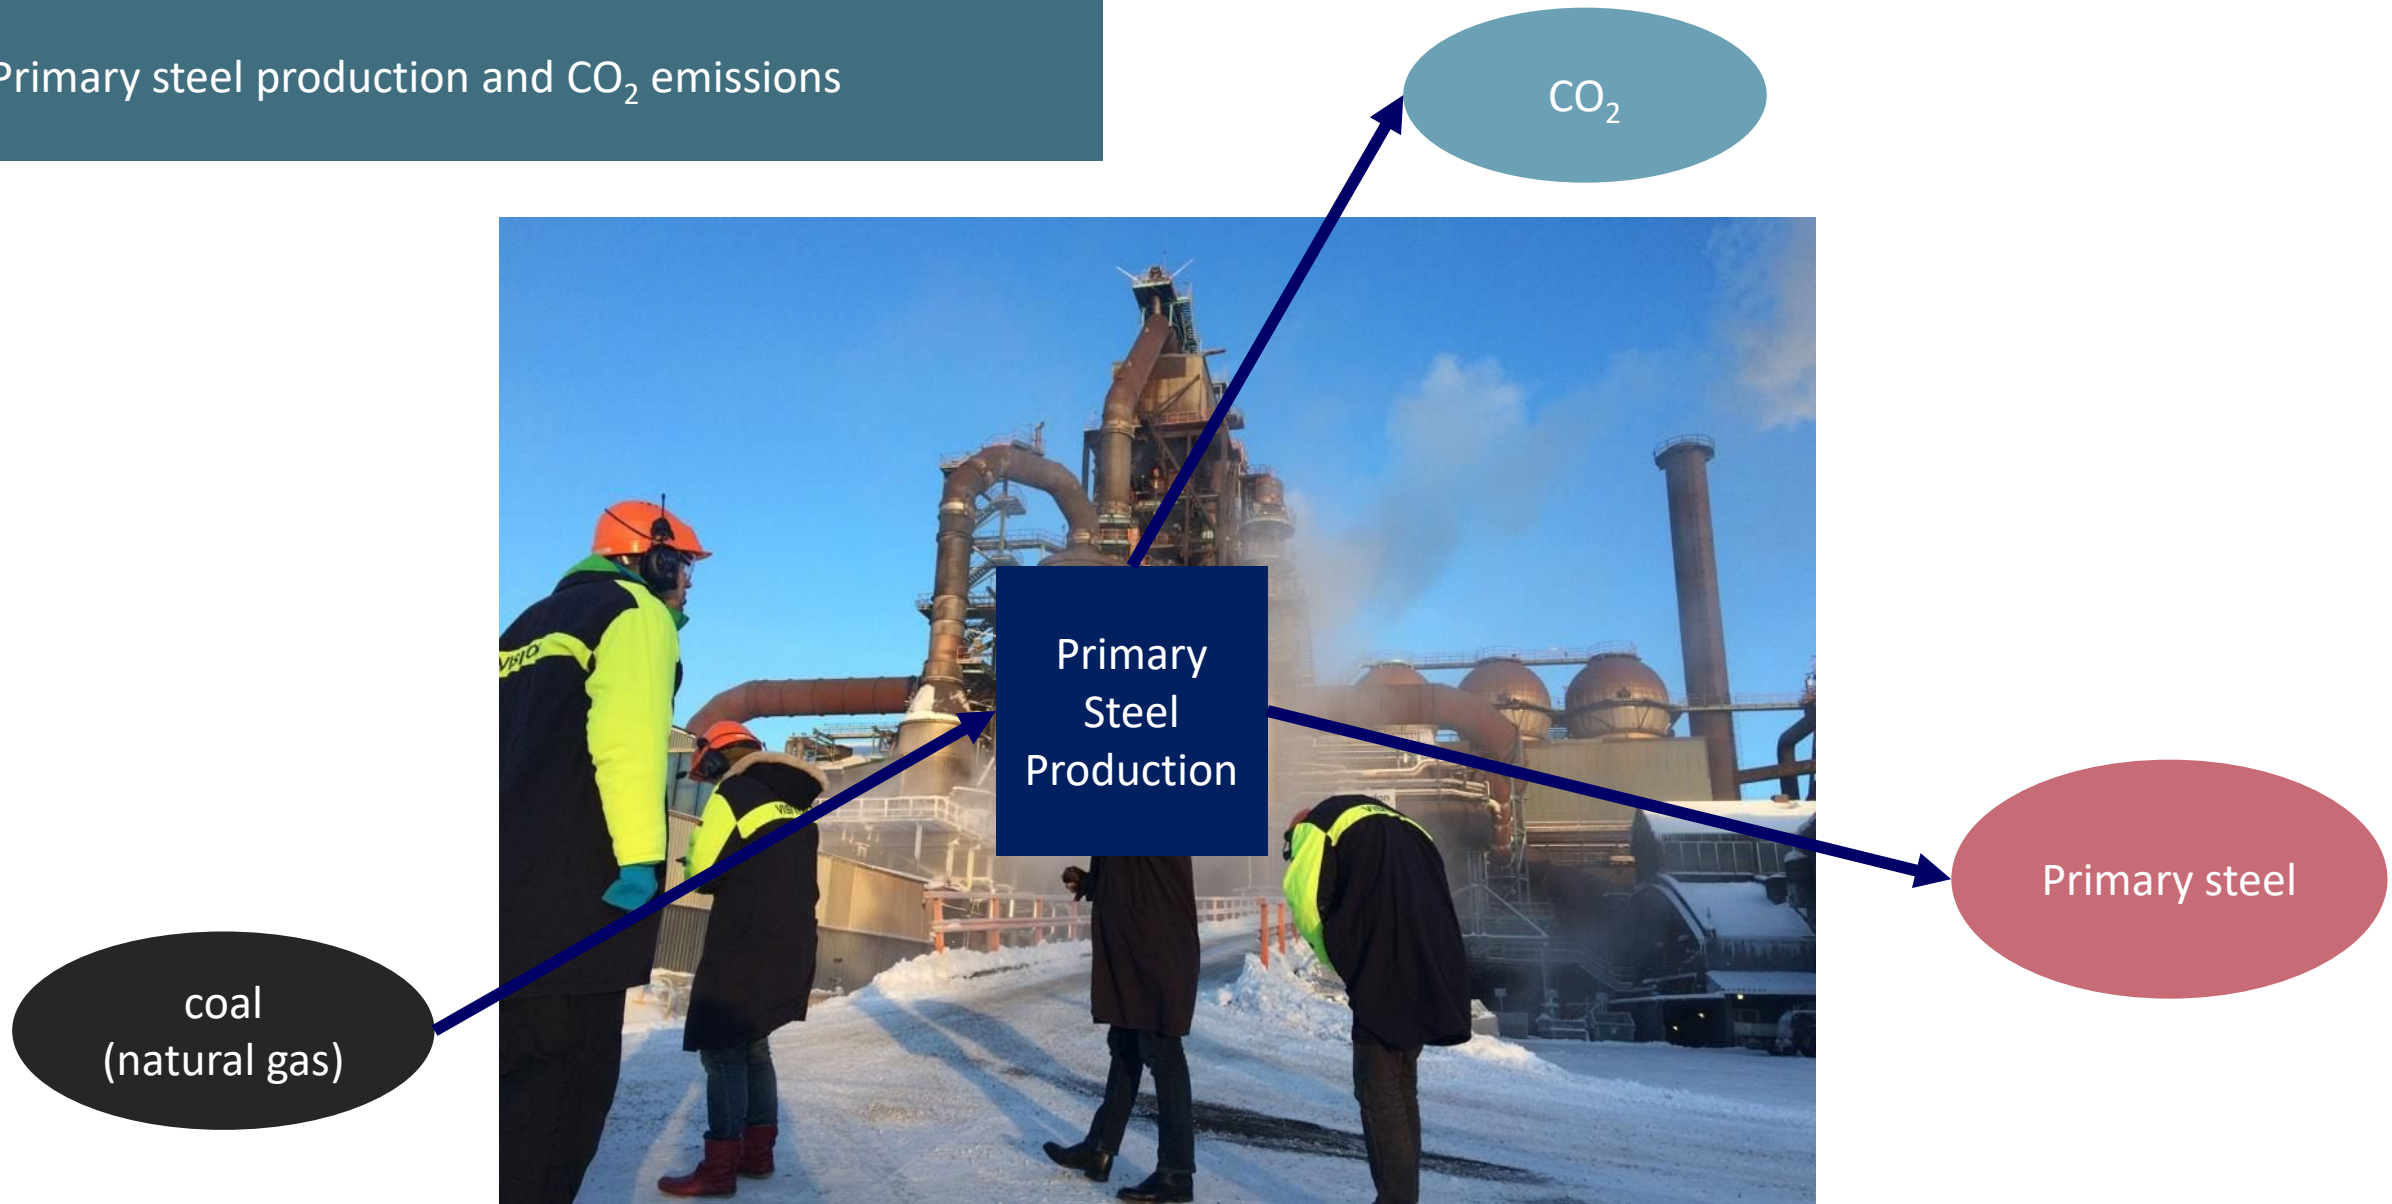 Primary steel production and CO₂ emissions
CO₂
Primary
Steel
Production
Primary steel
coal
(natural gas)